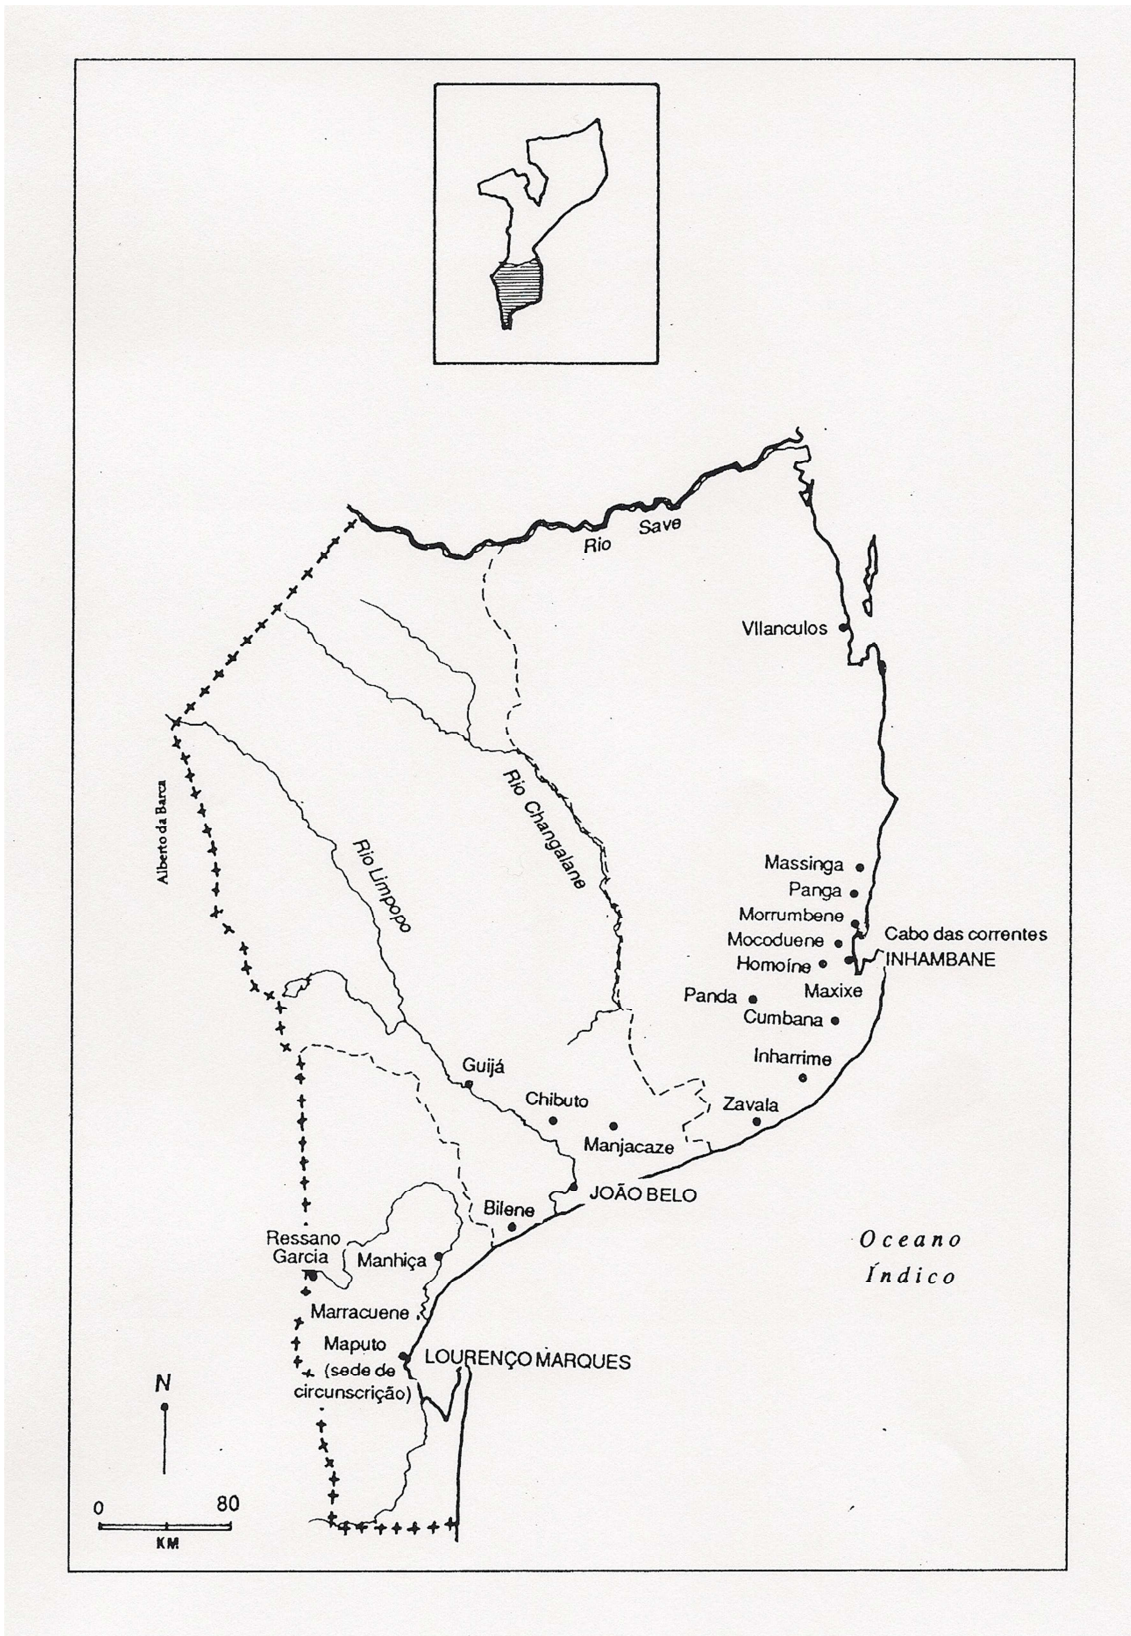 Rio Save
VIlanculos
Alberto da Barca
Rio Changalane
Rio Limpopo
Massinga
Panga
Morrumbene
Cabo das correntes
Mocoduene
INHAMBANE
Homoíne
Maxixe
Panda
Cumbana
Inharrime
Guijá
Chibuto
Zavala
Manjacaze
JOÃO BELO
Bilene
Ressano
Garcia
Manhiça
Oceano
Índico
Marracuene
Maputo
(sede de
circunscrição)
LOURENÇO MARQUES
N
0 80
KM